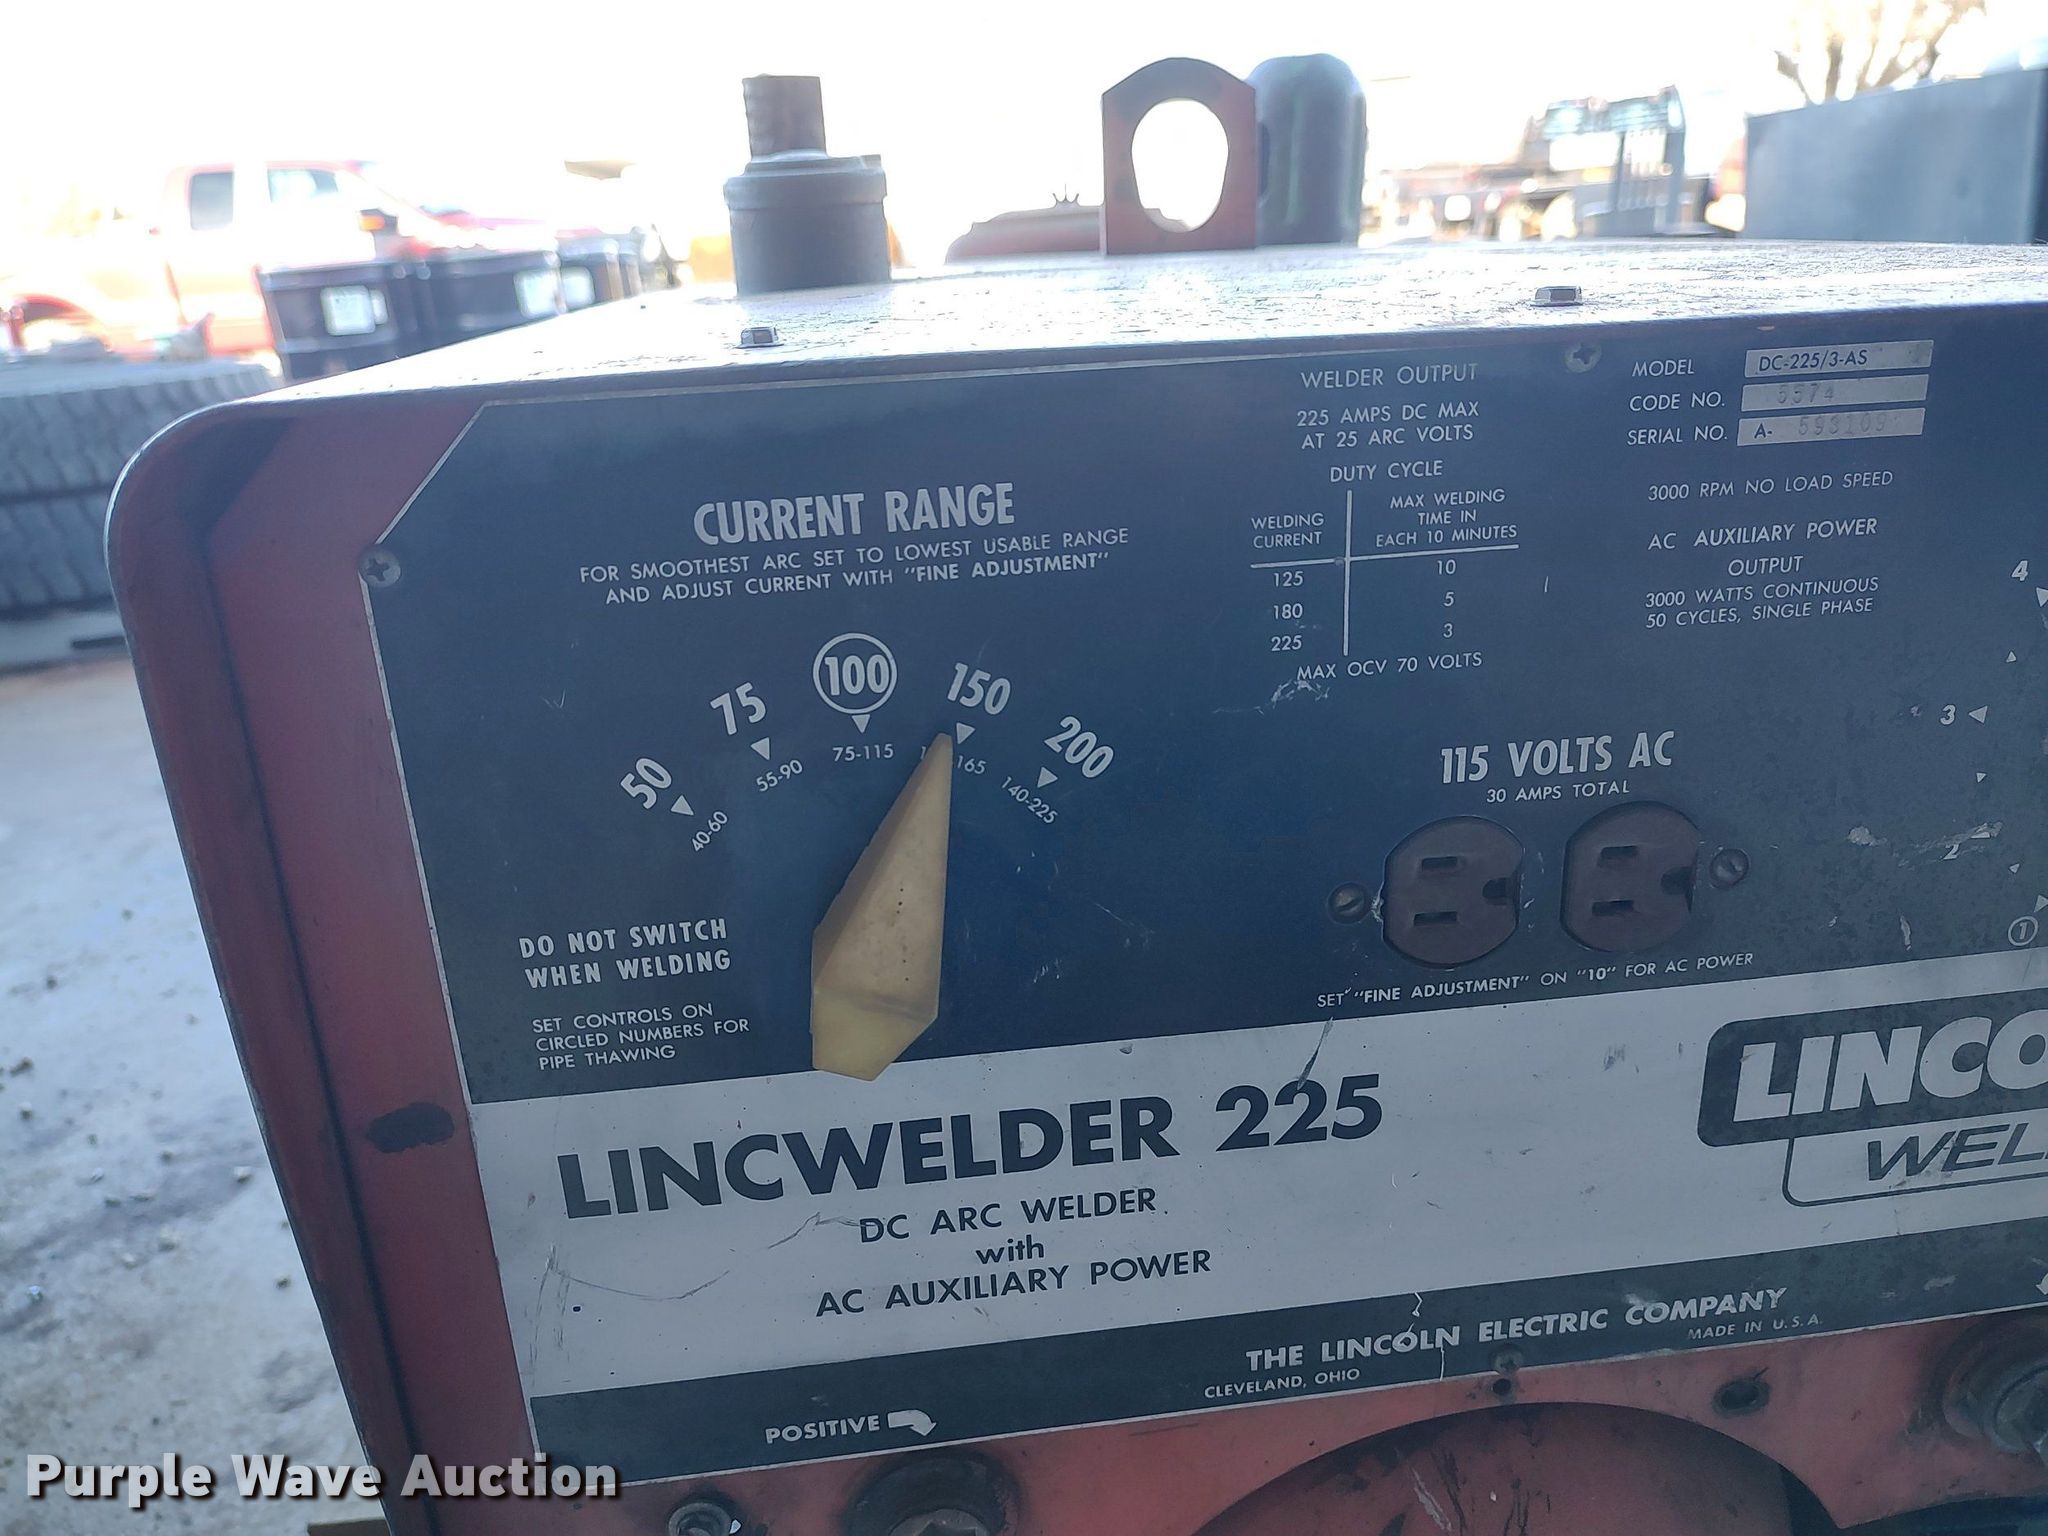 WELDER OUTPUT
225 AMPS DC MAX
AT 25 ARC VOLTS
DUTY CYCLE
WELDING
CURRENT
MAX WELDING
TIME IN
EACH 10 MINUTES
125 10
180 5
225 3
MAX OCV 70 VOLTS
MODEL DC-225/3-AS
CODE NO. 5574
SERIAL NO. A- 593109
3000 RPM NO LOAD SPEED
AC AUXILIARY POWER
OUTPUT
3000 WATTS CONTINUOUS
50 CYCLES, SINGLE PHASE
CURRENT RANGE
FOR SMOOTHEST ARC SET TO LOWEST USABLE RANGE
AND ADJUST CURRENT WITH "FINE ADJUSTMENT"
50 75 100 150 200
40-60 55-90 75-115 165 140-225
4
3
2
1
115 VOLTS AC
30 AMPS TOTAL
SET "FINE ADJUSTMENT" ON "10" FOR AC POWER
DO NOT SWITCH
WHEN WELDING
SET CONTROLS ON
CIRCLED NUMBERS FOR
PIPE THAWING
LINCWELDER 225
DC ARC WELDER
with
AC AUXILIARY POWER
LINCO
WEL
THE LINCOLN ELECTRIC COMPANY
CLEVELAND, OHIO
MADE IN U.S.A.
POSITIVE
Purple Wave Auction